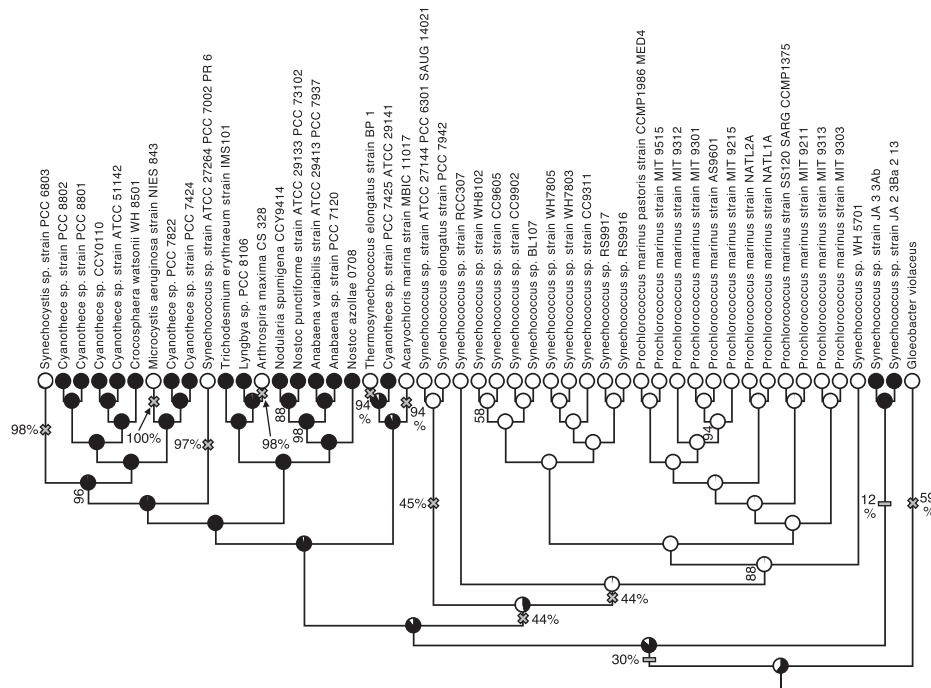 Synechocystis sp. strain PCC 6803
Cyanothece sp. strain PCC 8802
Cyanothece sp. strain PCC 8801
Cyanothece sp. CCY0110
Cyanothece sp. strain ATCC 51142
Crocosphaera watsonii WH 8501
Microcystis aeruginosa strain NIES 843
Cyanothece sp. PCC 7822
Cyanothece sp. strain PCC 7424
Synechococcus sp. strain ATCC 27264 PCC 7002 PR 6
Trichodesmium erythraeum strain IMS101
Lyngbya sp. PCC 8106
Arthrospira maxima CS 328
Nodularia spumigena CCY9414
Nostoc punctiforme strain ATCC 29133 PCC 73102
Anabaena variabilis strain ATCC 29413 PCC 7937
Anabaena sp. strain PCC 7120
Nostoc azollae 0708
Thermosynechococcus elongatus strain BP 1
Cyanothece sp. strain PCC 7425 ATCC 29141
Acaryochloris marina strain MBIC 11017
Synechococcus sp. strain ATCC 27144 PCC 6301 SAUG 14021
Synechococcus elongatus strain PCC 7942
Synechococcus sp. strain RCC307
Synechococcus sp. strain WH8102
Synechococcus sp. strain CC9605
Synechococcus sp. strain CC9902
Synechococcus sp. BL107
Synechococcus sp. strain WH7805
Synechococcus sp. strain WH7803
Synechococcus sp. strain CC9311
Synechococcus sp. RS9917
Synechococcus sp. RS9916
Prochlorococcus marinus pastoris strain CCMP1986 MED4
Prochlorococcus marinus strain MIT 9515
Prochlorococcus marinus strain MIT 9312
Prochlorococcus marinus strain MIT 9301
Prochlorococcus marinus strain AS9601
Prochlorococcus marinus strain MIT 9215
Prochlorococcus marinus strain NATL2A
Prochlorococcus marinus strain NATL1A
Prochlorococcus marinus strain SS120 SARG CCMP1375
Prochlorococcus marinus strain MIT 9211
Prochlorococcus marinus strain MIT 9313
Prochlorococcus marinus strain MIT 9303
Synechococcus sp. WH 5701
Synechococcus sp. strain JA 3 3Ab
Synechococcus sp. strain JA 2 3Ba 2 13
Gloeobacter violaceus
98%
100%
97%
88
98
98%
94
%
94
%
58
94
96
45%
12
%
59
%
88
44%
44%
30%